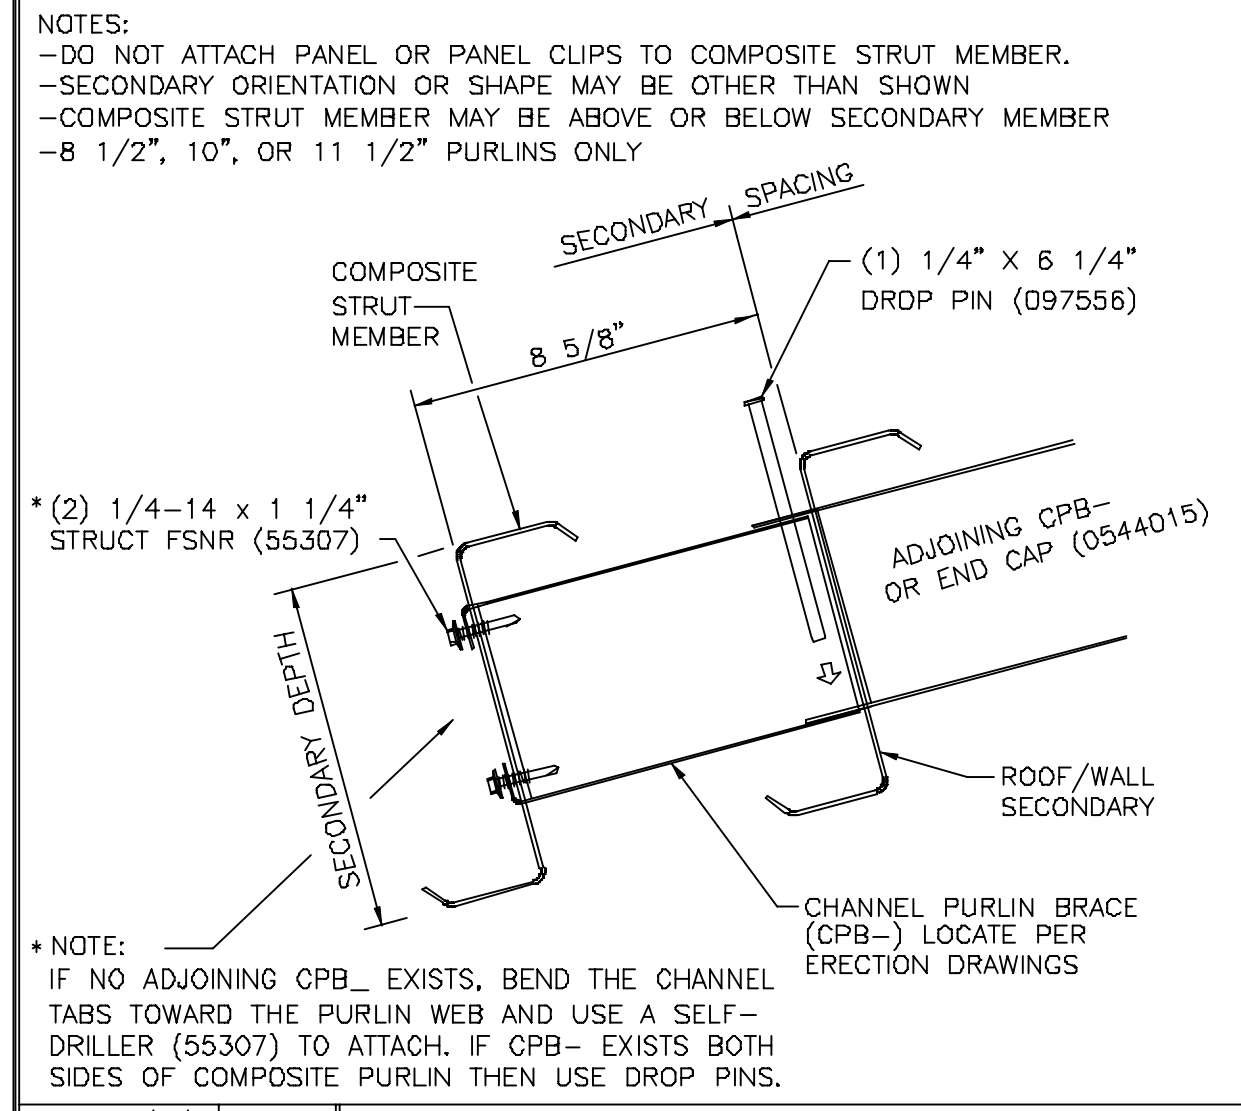 NOTES:
-DO NOT ATTACH PANEL OR PANEL CLIPS TO COMPOSITE STRUT MEMBER.
-SECONDARY ORIENTATION OR SHAPE MAY BE OTHER THAN SHOWN
-COMPOSITE STRUT MEMBER MAY BE ABOVE OR BELOW SECONDARY MEMBER
-8 1/2", 10", OR 11 1/2" PURLINS ONLY
SECONDARY SPACING
COMPOSITE
STRUT
MEMBER
8 5/8"
(1) 1/4" X 6 1/4"
DROP PIN (097556)
*(2) 1/4-14 x 1 1/4"
STRUCT FSNR (55307)
ADJOINING CPB-
OR END CAP (0544015)
SECONDARY DEPTH
ROOF/WALL
SECONDARY
CHANNEL PURLIN BRACE
(CPB-) LOCATE PER
ERECTION DRAWINGS
*NOTE:
IF NO ADJOINING CPB_ EXISTS, BEND THE CHANNEL
TABS TOWARD THE PURLIN WEB AND USE A SELF-
DRILLER (55307) TO ATTACH. IF CPB- EXISTS BOTH
SIDES OF COMPOSITE PURLIN THEN USE DROP PINS.